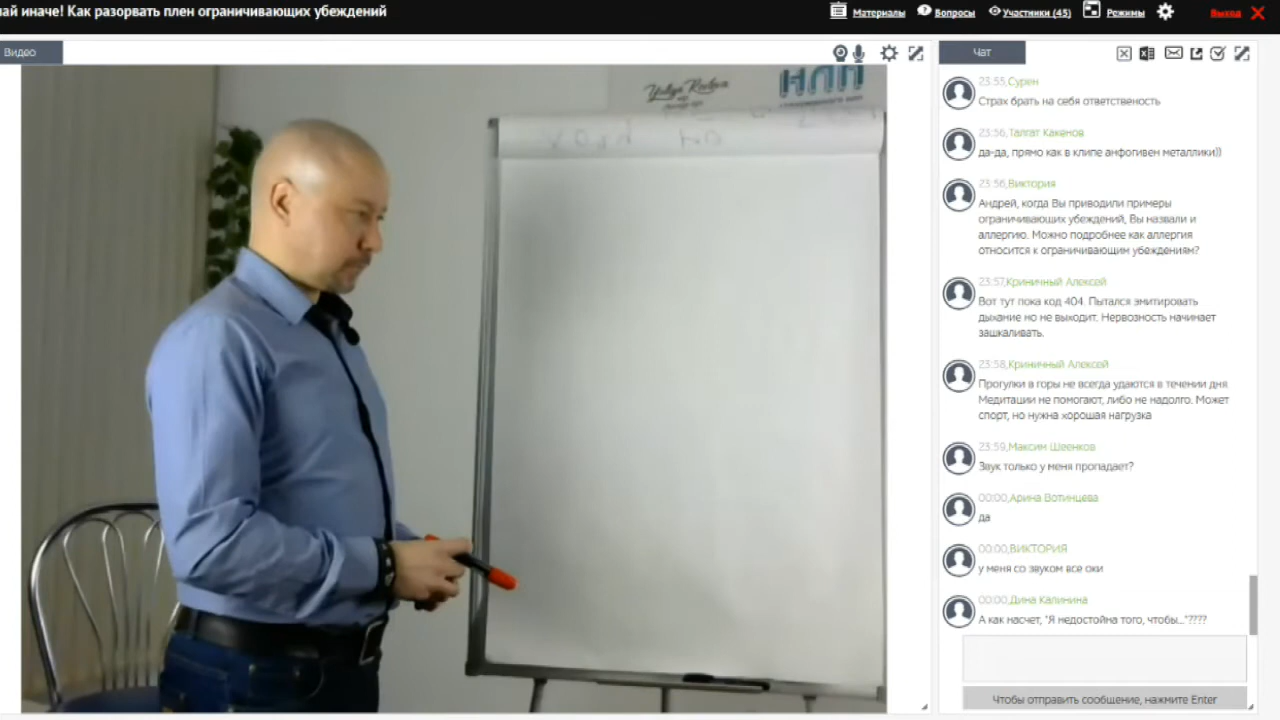 ай иначе! Как разорвать плен ограничивающих убеждений
Материалы
Вопросы
Участники (45)
Режимы
Выход
Видео
Чат
НЛП
23:55,Сурен
Страх брать на себя ответственость
23:56,Талгат Какенов
да-да, прямо как в клипе анфогивен металлики))
23:56,Виктория
Андрей, когда Вы приводили примеры
ограничивающих убеждений, Вы назвали и
аллергию. Можно подробнее как аллергия
относится к ограничивающим убеждениям?
23:57,Криничный Алексей
Вот тут пока код 404. Пытался эмитировать
дыхание но не выходит. Нервозность начинает
зашкаливать.
23:58,Криничный Алексей
Прогулки в горы не всегда удаются в течении дня.
Медитации не помогают, либо не надолго. Может
спорт, но нужна хорошая нагрузка
23:59,Максим Шеенков
Звук только у меня пропадает?
00:00,Арина Вотинцева
да
00:00,ВИКТОРИЯ
у меня со звуком все оки
00:00,Дина Калинина
А как насчет, "Я недостойна того, чтобы..."????
Чтобы отправить сообщение, нажмите Enter